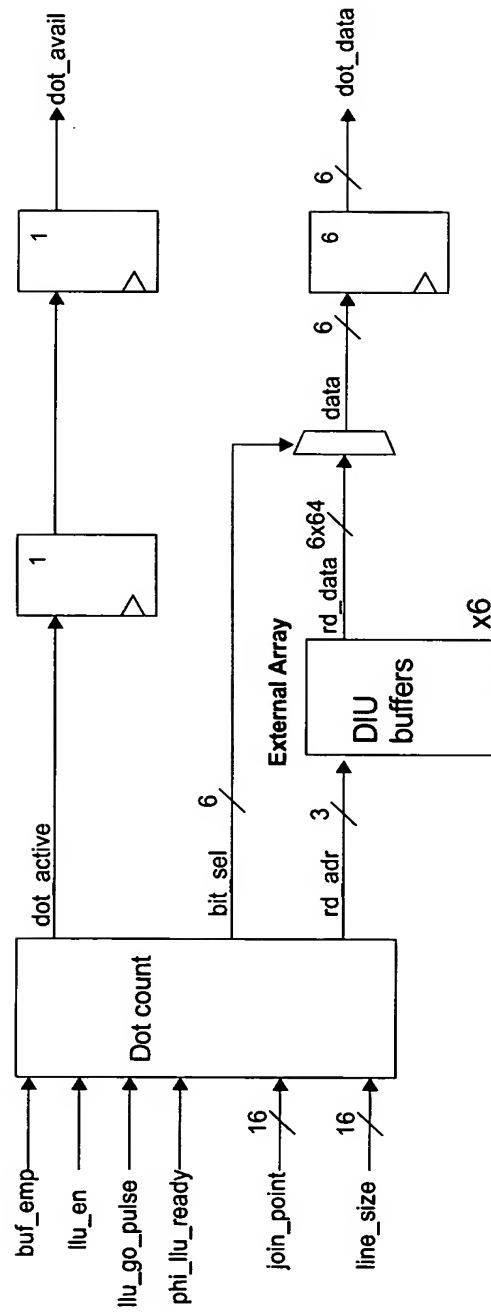 buf_emp
llu_en
llu_go_pulse
phi_llu_ready
join_point
16
line_size
16
Dot count
dot_active
1
1
dot_avail
bit_sel
6
rd_adr
3
External Array
DIU
buffers
x6
rd_data
6x64
data
6
6
6
dot_data